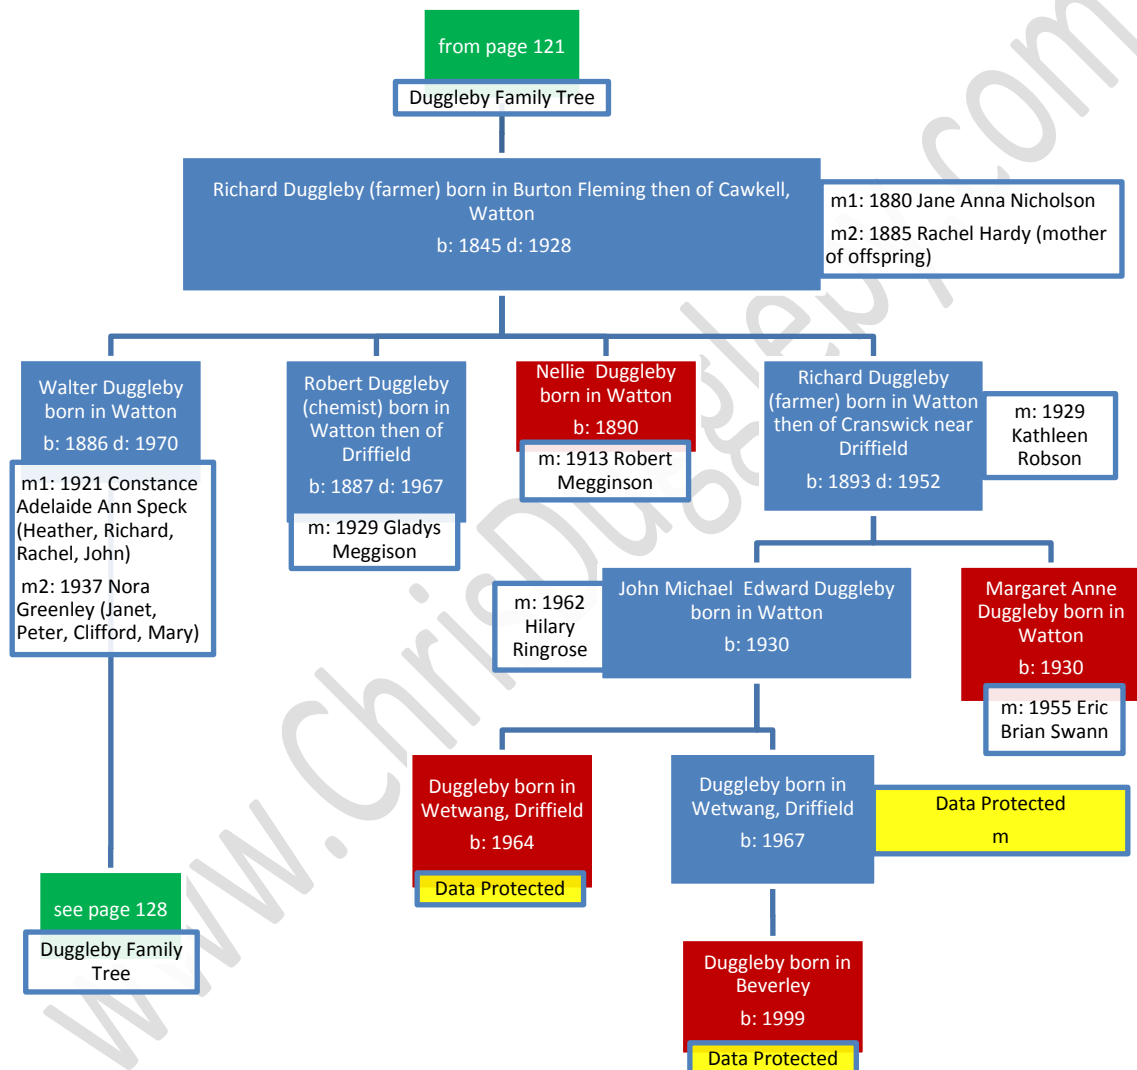 from page 121
Duggleby Family Tree
Richard Duggleby (farmer) born in Burton Fleming then of Cawkell,
Watton
b: 1845 d: 1928
m1: 1880 Jane Anna Nicholson
m2: 1885 Rachel Hardy (mother
of offspring)
Walter Duggleby
born in Watton
b: 1886 d: 1970
m1: 1921 Constance
Adelaide Ann Speck
(Heather, Richard,
Rachel, John)
m2: 1937 Nora
Greenley (Janet,
Peter, Clifford, Mary)
Robert Duggleby
(chemist) born in
Watton then of
Driffield
b: 1887 d: 1967
m: 1929 Gladys
Meggison
Nellie Duggleby
born in Watton
b: 1890
m: 1913 Robert
Megginson
Richard Duggleby
(farmer) born in Watton
then of Cranswick near
Driffield
b: 1893 d: 1952
m: 1929
Kathleen
Robson
m: 1962
Hilary
Ringrose
John Michael Edward Duggleby
born in Watton
b: 1930
Margaret Anne
Duggleby born in
Watton
b: 1930
m: 1955 Eric
Brian Swann
Duggleby born in
Wetwang, Driffield
b: 1964
Data Protected
Duggleby born in
Wetwang, Driffield
b: 1967
Data Protected
m
see page 128
Duggleby Family
Tree
Duggleby born in
Beverley
b: 1999
Data Protected
www.ChrisDuggleby.com